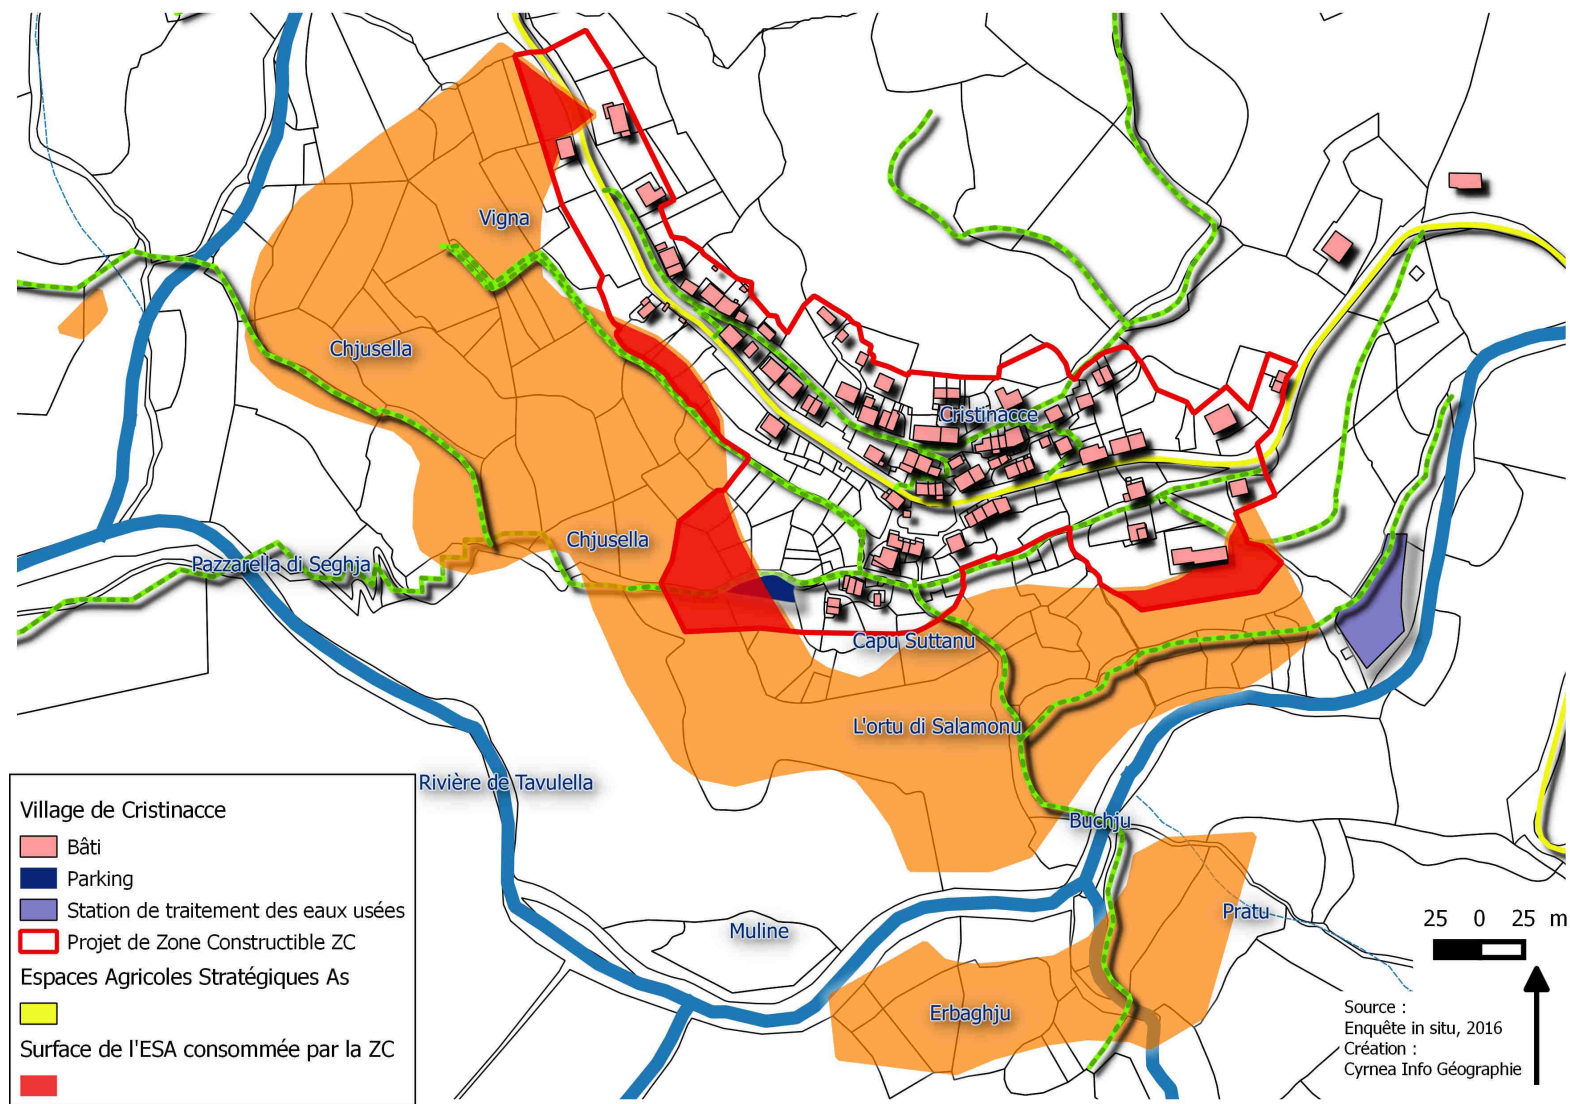 Vigna
Chjusella
Cristinacce
Chjusella
Pazzarella di Seghja
Capu Suttanu
L'ortu di Salamonu
Rivière de Tavulella
Buchju
Pratu
Muline
Erbaghju
Village de Cristinacce
Bâti
Parking
Station de traitement des eaux usées
Projet de Zone Constructible ZC
Espaces Agricoles Stratégiques As
Surface de l'ESA consommée par la ZC
25 0 25 m
Source :
Enquête in situ, 2016
Création :
Cyrnea Info Géographie